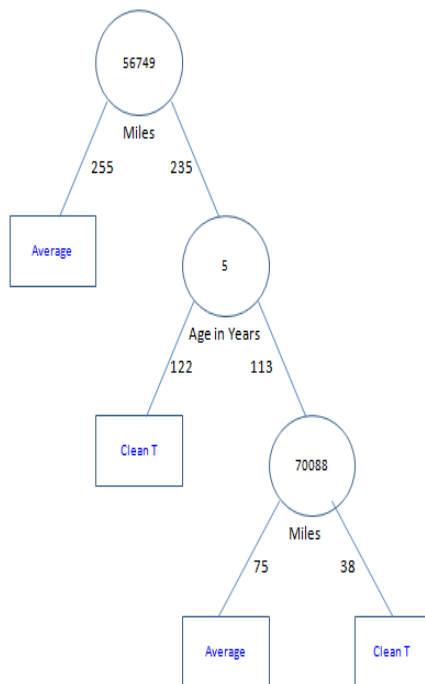 56749
Miles
255 235
Average
5
Age in Years
122 113
Clean T
70088
Miles
75 38
Average Clean T